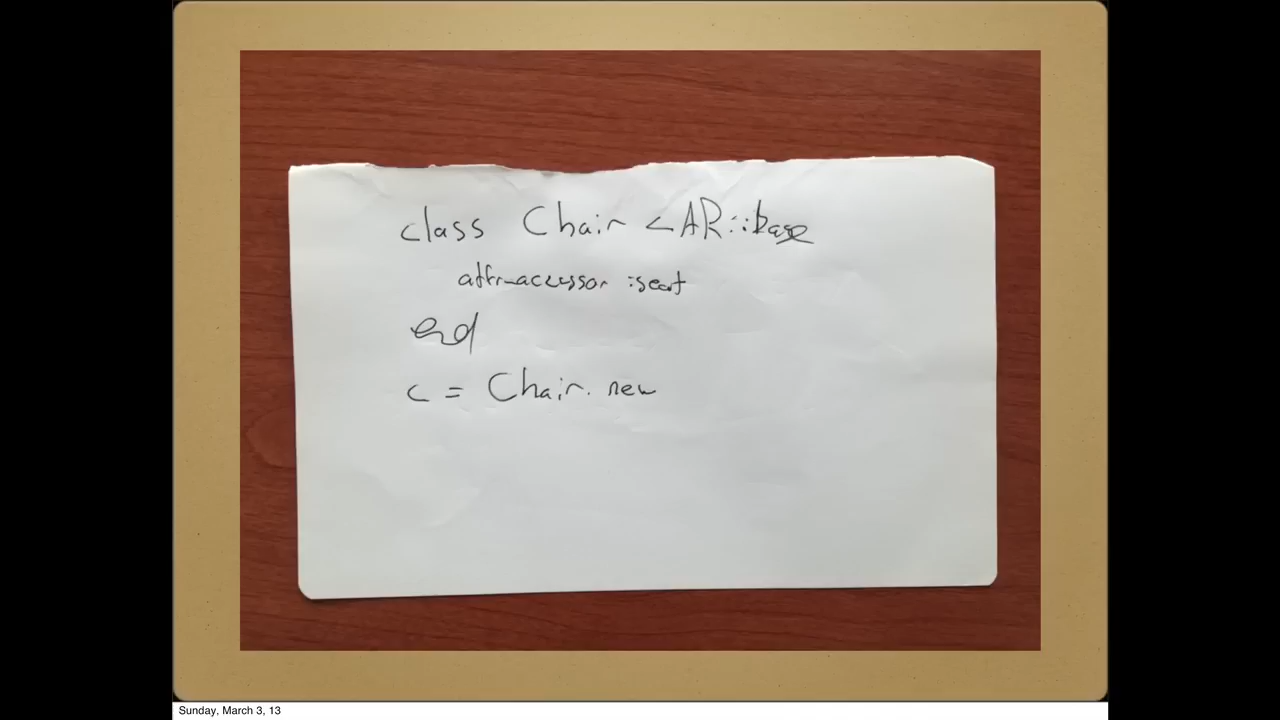 class Chair < AR::base
attr_accessor :seat
end
c = Chair.new
Sunday, March 3, 13